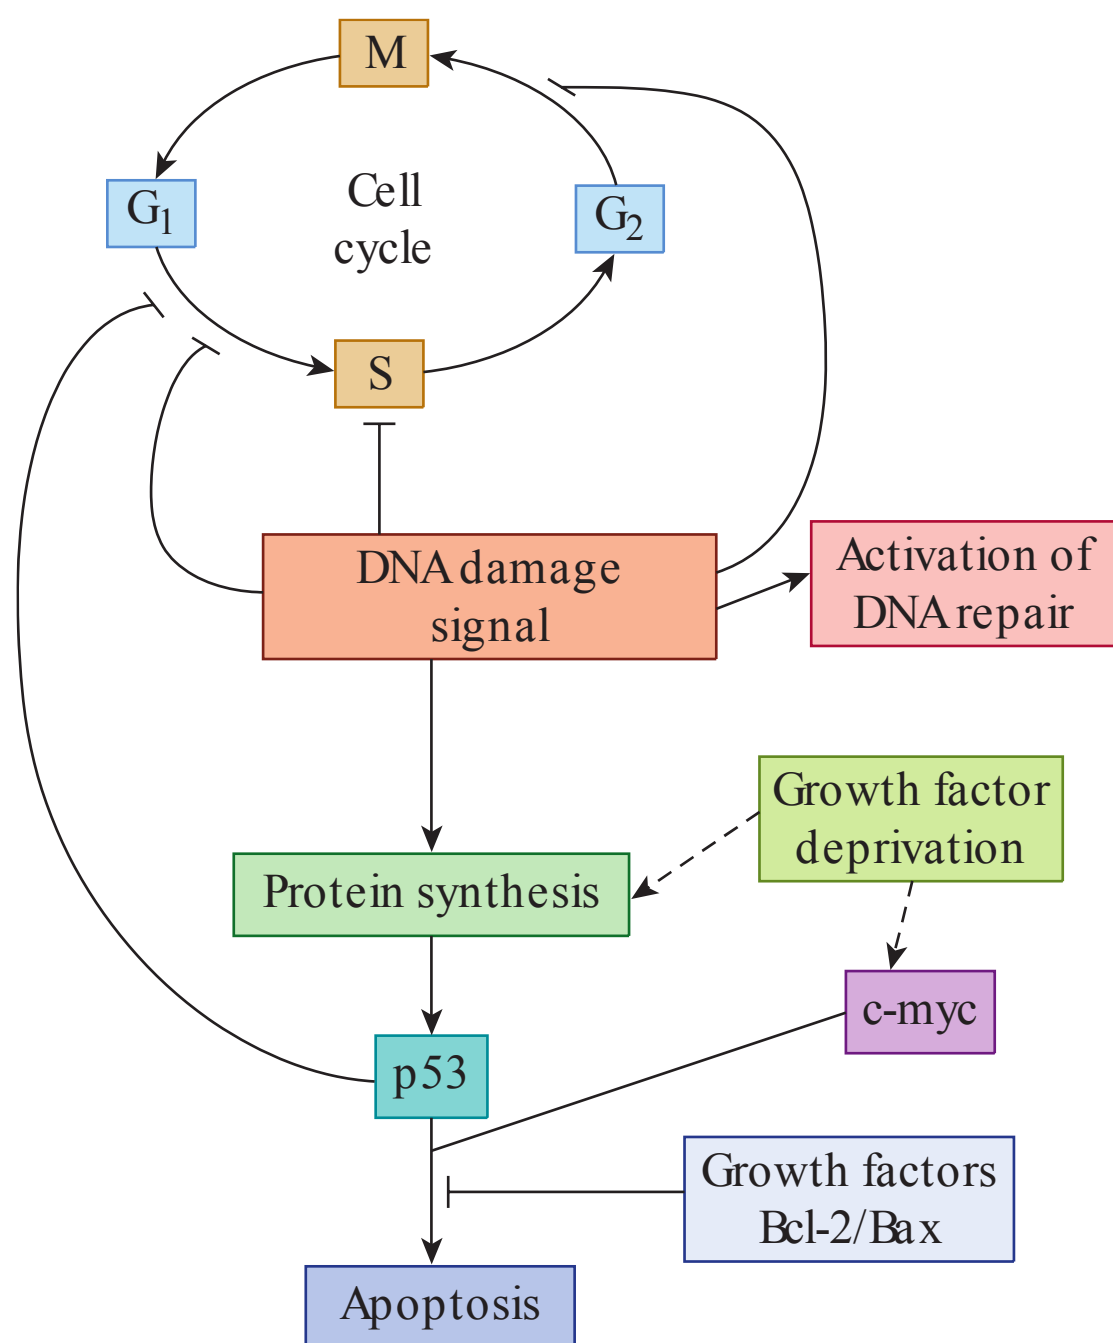 M
G1
Cell
cycle
G2
S
DNA damage
signal
Activation of
DNA repair
Growth factor
deprivation
Protein synthesis
c-myc
p53
Growth factors
Bcl-2/Bax
Apoptosis